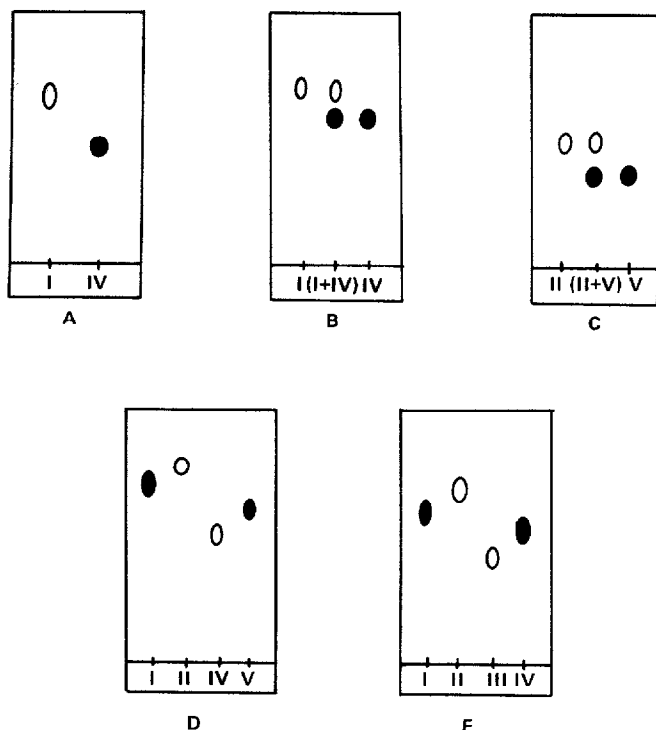 I IV
I (I+IV) IV
II (II+V) V
A
B
C
I II IV V
I II III IV
D
E